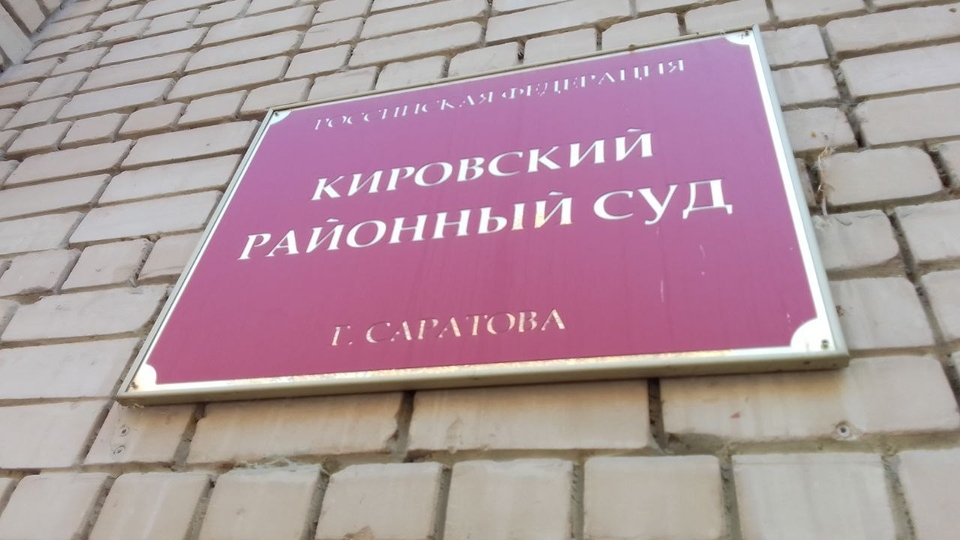 РОССИЙСКАЯ ФЕДЕРАЦИЯ
КИРОВСКИЙ
РАЙОННЫЙ СУД
Г. САРАТОВА